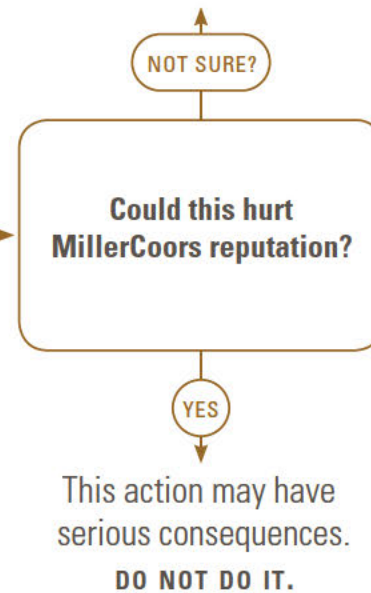 NOT SURE?
Could this hurt
MillerCoors reputation?
YES
This action may have
serious consequences.
DO NOT DO IT.